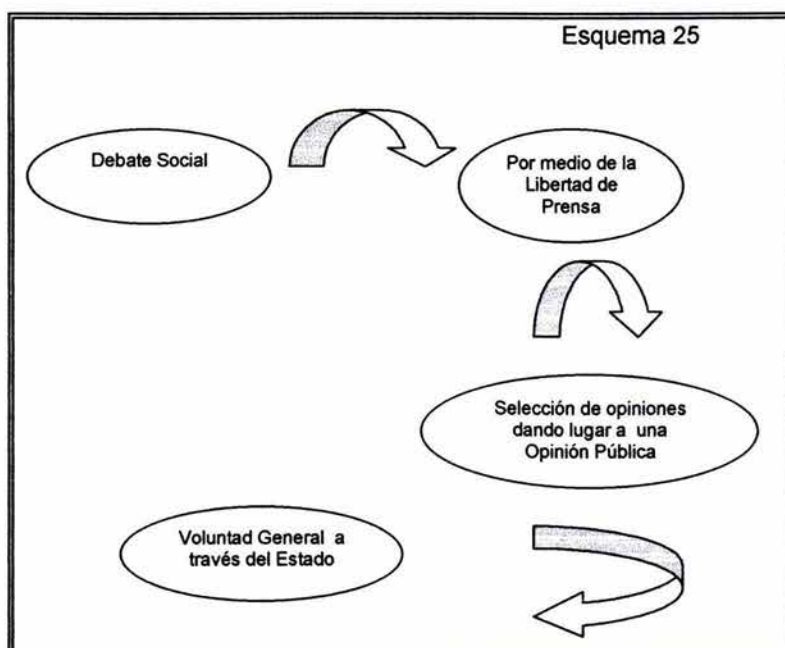 Esquema 25
Debate Social
Por medio de la
Libertad de
Prensa
Selección de opiniones
dando lugar a una
Opinión Pública
Voluntad General a
través del Estado